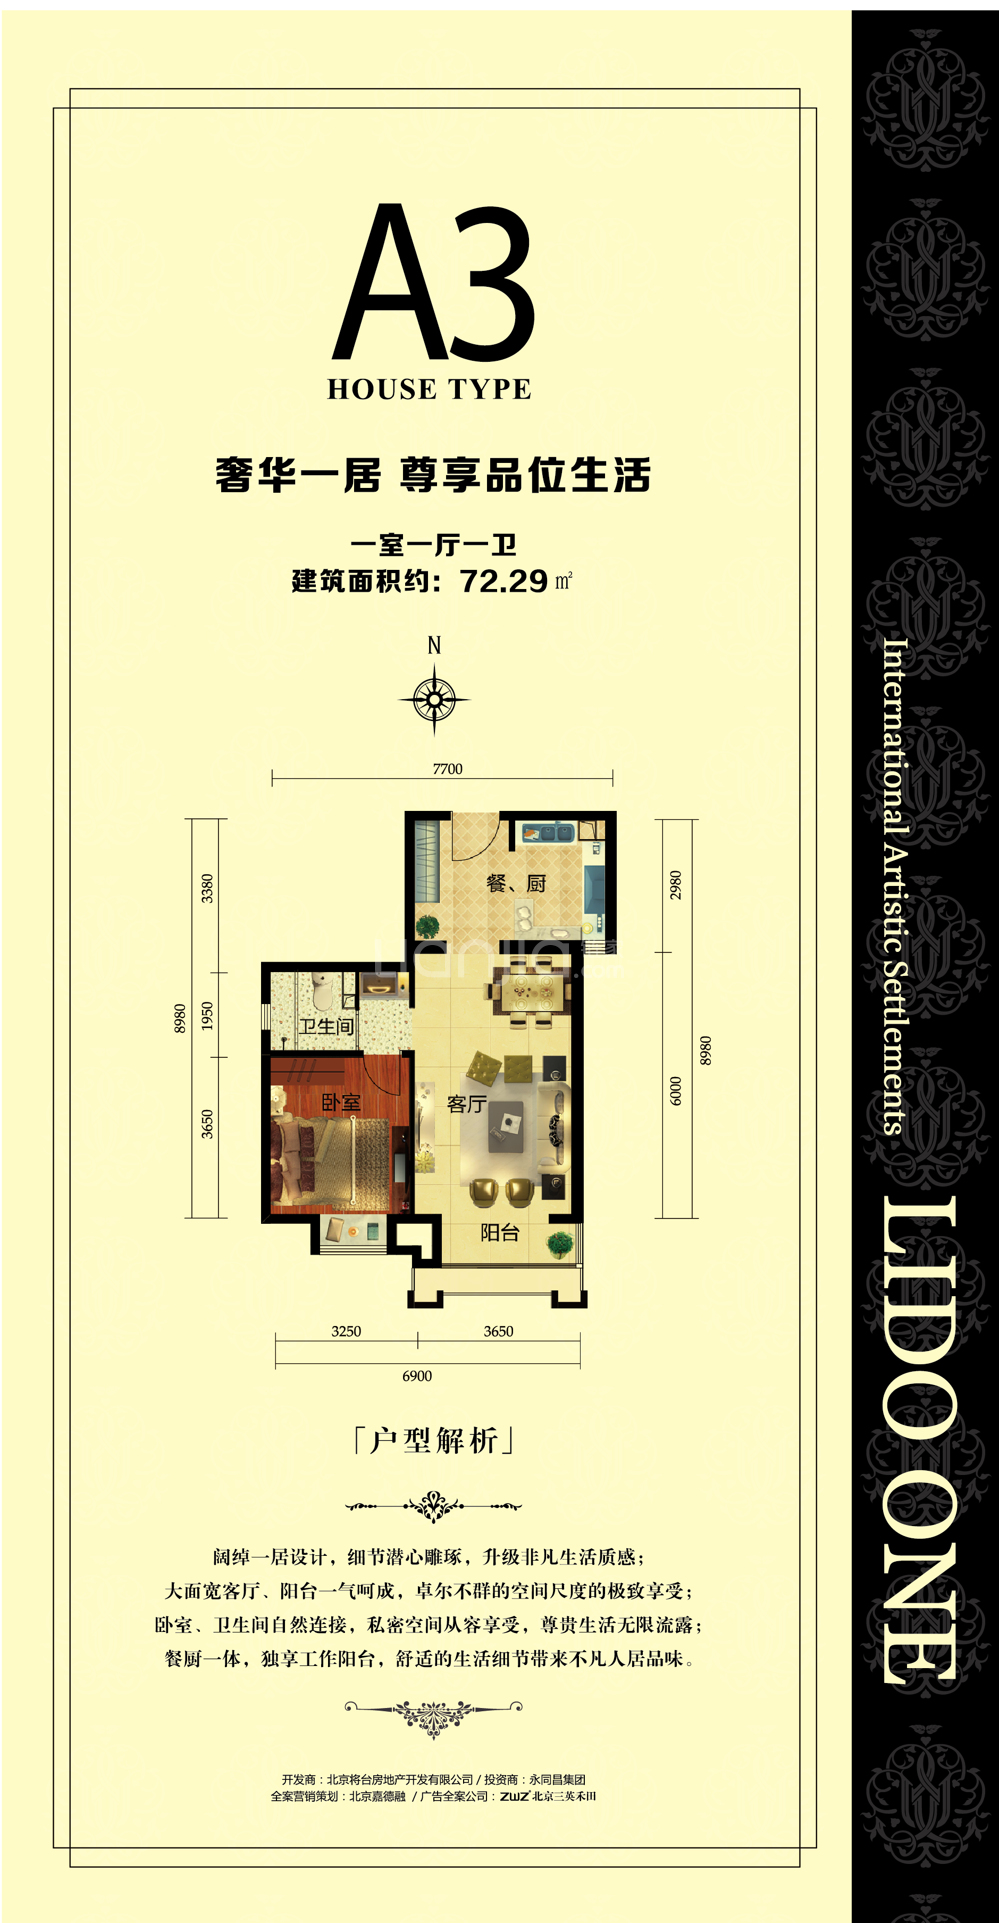 A3
HOUSE TYPE
奢华一居 尊享品位生活
一室一厅一卫
建筑面积约：72.29㎡
N
7700
3380
1950
3650
8980
2980
6000
8980
餐、厨
卫生间
卧室
客厅
阳台
3250
3650
6900
「户型解析」
阔绰一居设计，细节潜心雕琢，升级非凡生活质感；
大面宽客厅、阳台一气呵成，卓尔不群的空间尺度的极致享受；
卧室、卫生间自然连接，私密空间从容享受，尊贵生活无限流露；
餐厨一体，独享工作阳台，舒适的生活细节带来不凡人居品味。
开发商：北京将台房地产开发有限公司 / 投资商：永同昌集团
全案营销策划：北京嘉德融 / 广告全案公司：ZWZ 北京三英禾田
International Artistic Settlements
LIDO ONE